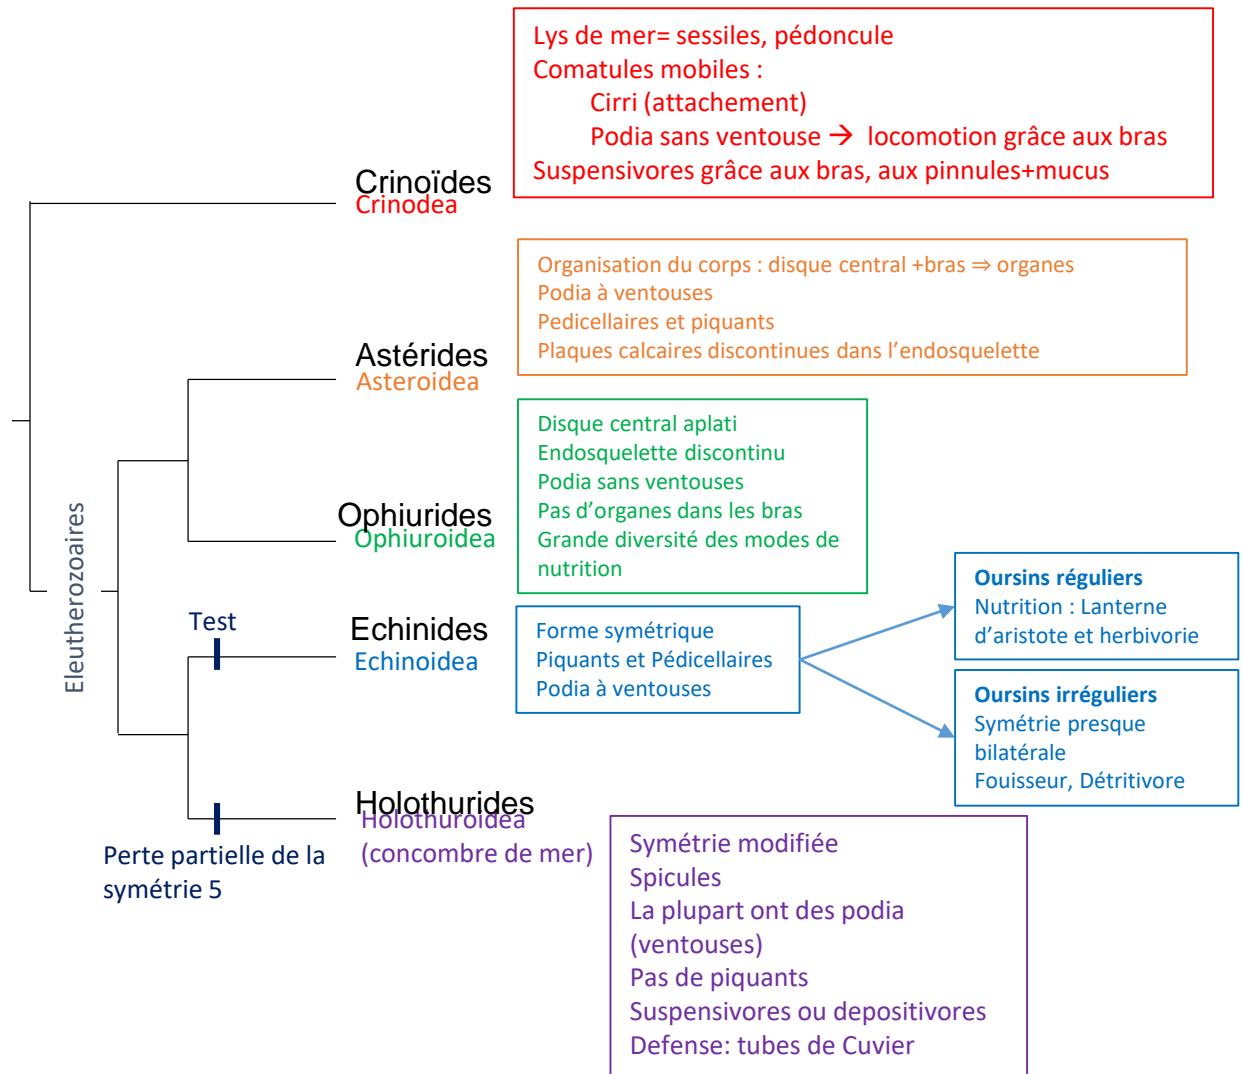 Lys de mer= sessiles, pédoncule
Comatules mobiles :
Cirri (attachement)
Podia sans ventouse → locomotion grâce aux bras
Suspensivores grâce aux bras, aux pinnules+mucus
Crinoïdes
Crinodea
Organisation du corps : disque central +bras ⇒ organes
Podia à ventouses
Pedicellaires et piquants
Plaques calcaires discontinues dans l'endosquelette
Astérides
Asteroidea
Disque central aplati
Endosquelette discontinu
Podia sans ventouses
Pas d'organes dans les bras
Grande diversité des modes de
nutrition
Ophiurides
Ophiuroidea
Eleutherozoaires
Test
Echinides
Echinoidea
Forme symétrique
Piquants et Pédicellaires
Podia à ventouses
Oursins réguliers
Nutrition : Lanterne
d'aristote et herbivorie
Oursins irréguliers
Symétrie presque
bilatérale
Fouisseur, Détritivore
Holothurides
Holothuroidea
(concombre de mer)
Perte partielle de la
symétrie 5
Symétrie modifiée
Spicules
La plupart ont des podia
(ventouses)
Pas de piquants
Suspensivores ou depositivores
Defense: tubes de Cuvier